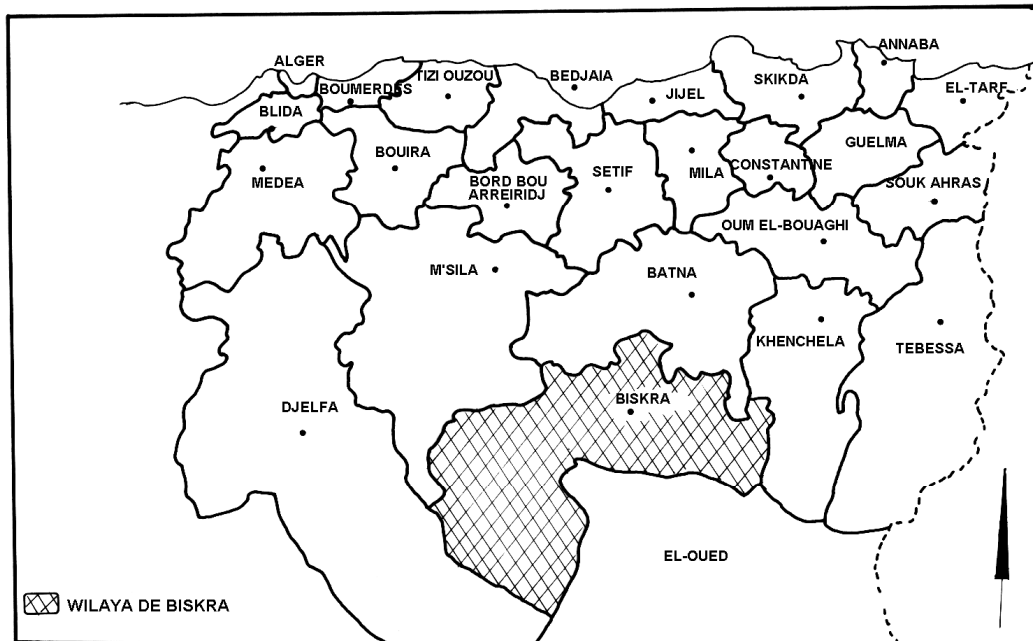 ANNABA
ALGER
TIZI OUZOU
BEDJAIA
SKIKDA
BOUMERDES
JIJEL
EL-TARF
BLIDA
GUELMA
BOUIRA
CONSTANTINE
MEDEA
BORD BOU
ARREIRIDJ
SETIF
MILA
SOUK AHRAS
OUM EL-BOUAGHI
M'SILA
BATNA
KHENCHELA
TEBESSA
BISKRA
DJELFA
EL-OUED
WILAYA DE BISKRA